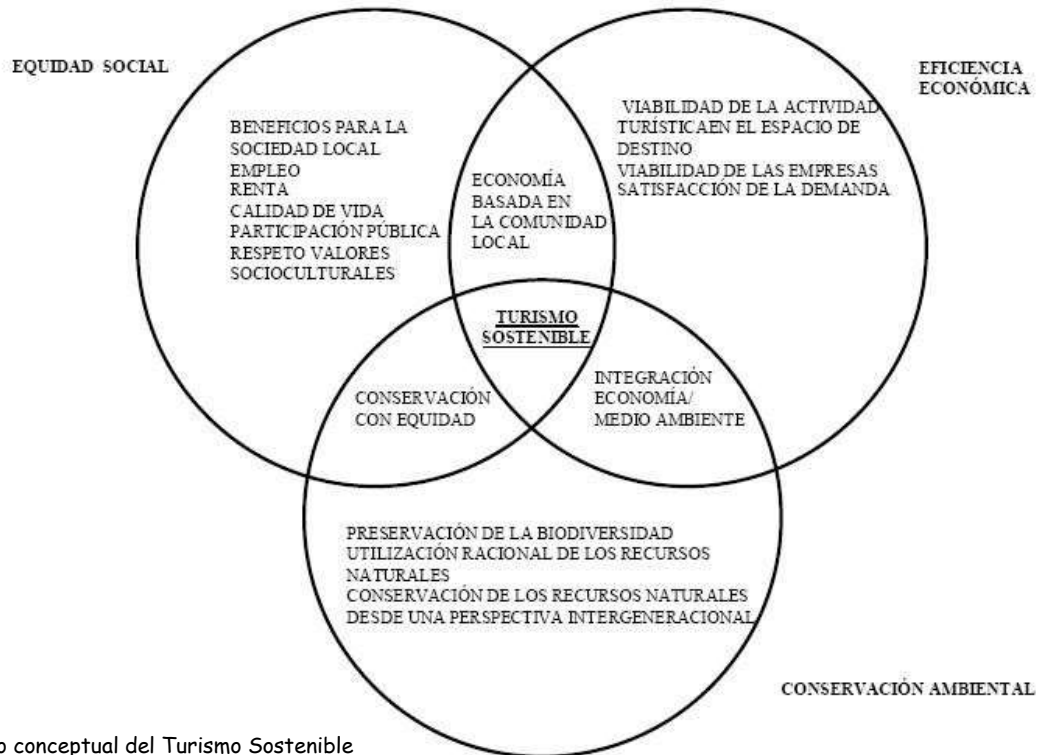 EQUIDAD SOCIAL
EFICIENCIA
ECONÓMICA
BENEFICIOS PARA LA
SOCIEDAD LOCAL
EMPLEO
RENTA
CALIDAD DE VIDA
PARTICIPACIÓN PÚBLICA
RESPETO VALORES
SOCIOCULTURALES
ECONOMÍA
BASADA EN
LA COMUNIDAD
LOCAL
VIABILIDAD DE LA ACTIVIDAD
TURÍSTICAEN EL ESPACIO DE
DESTINO
VIABILIDAD DE LAS EMPRESAS
SATISFACCIÓN DE LA DEMANDA
TURISMO
SOSTENIBLE
CONSERVACIÓN
CON EQUIDAD
INTEGRACIÓN
ECONOMÍA/
MEDIO AMBIENTE
PRESERVACIÓN DE LA BIODIVERSIDAD
UTILIZACIÓN RACIONAL DE LOS RECURSOS
NATURALES
CONSERVACIÓN DE LOS RECURSOS NATURALES
DESDE UNA PERSPECTIVA INTERGENERACIONAL
CONSERVACIÓN AMBIENTAL
o conceptual del Turismo Sostenible